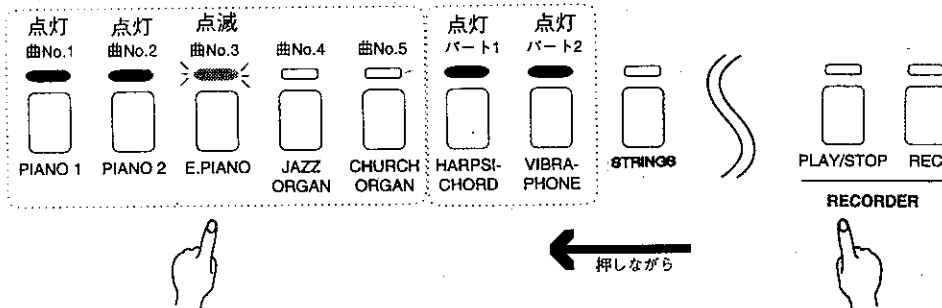 点灯 点灯 点滅 点灯 点灯
曲No.1 曲No.2 曲No.3 曲No.4 曲No.5 パート1 パート2
PIANO 1 PIANO 2 E.PIANO JAZZ ORGAN CHURCH ORGAN HARPSI-CHORD VIBRA-PHONE STRINGS PLAY/STOP REC
RECORDER
押しながら